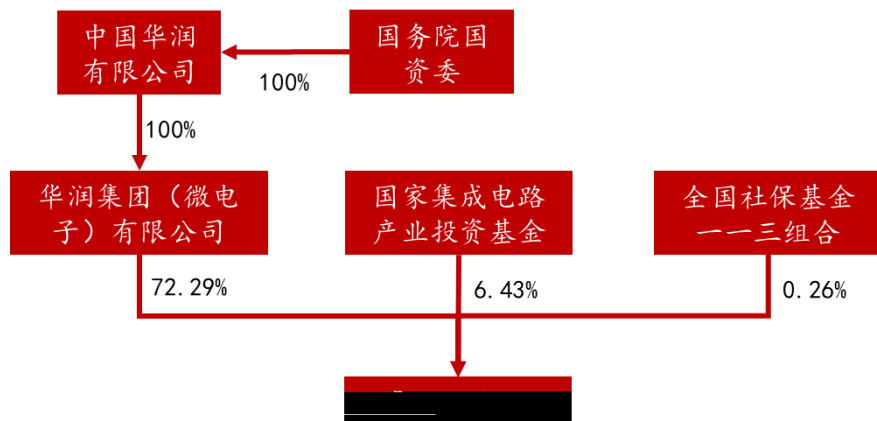 中国华润
有限公司
国务院国
资委
100%
100%
华润集团（微电
子）有限公司
国家集成电路
产业投资基金
全国社保基金
一一三组合
72.29%
6.43%
0.26%